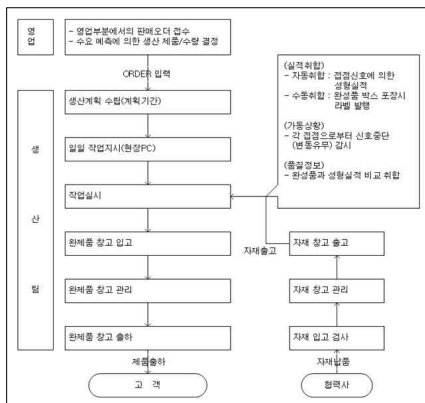 영
업
- 영업부분에서의 판매오더 접수
- 수요 예측에 의한 생산 제품/수량 결정
ORDER 입력
생
산
팀
생산계획 수립(계획기간)
일일 작업지시(현장PC)
작업실시
완제품 창고 입고
완제품 창고 관리
완제품 창고 출하
제품출하
고 객
(실적취합)
- 자동취합 : 접점신호에 의한
성형실적
- 수동취합 : 완성품 박스 포장시
라벨 발행
(가동상황)
- 각 접점으로부터 신호중단
(변동유무) 감시
(품질정보)
- 완성품과 성형실적 비교 취합
자재출고
자재 창고 출고
자재 창고 관리
자재 입고 검사
자재납품
협력사